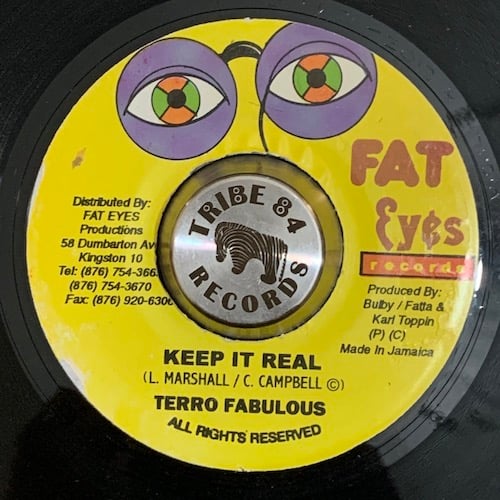 FAT
Eyes
records
Distributed By:
FAT EYES
Productions
58 Dumbarton Ave
Kingston 10
Tel: (876) 754-366
(876) 754-3670
Fax: (876) 920-6300
Produced By:
Bulby / Fatta &
Karl Toppin
(P) (C)
Made In Jamaica
TRIBE 84
RECORDS
KEEP IT REAL
(L. MARSHALL / C. CAMPBELL ©)
TERRO FABULOUS
ALL RIGHTS RESERVED